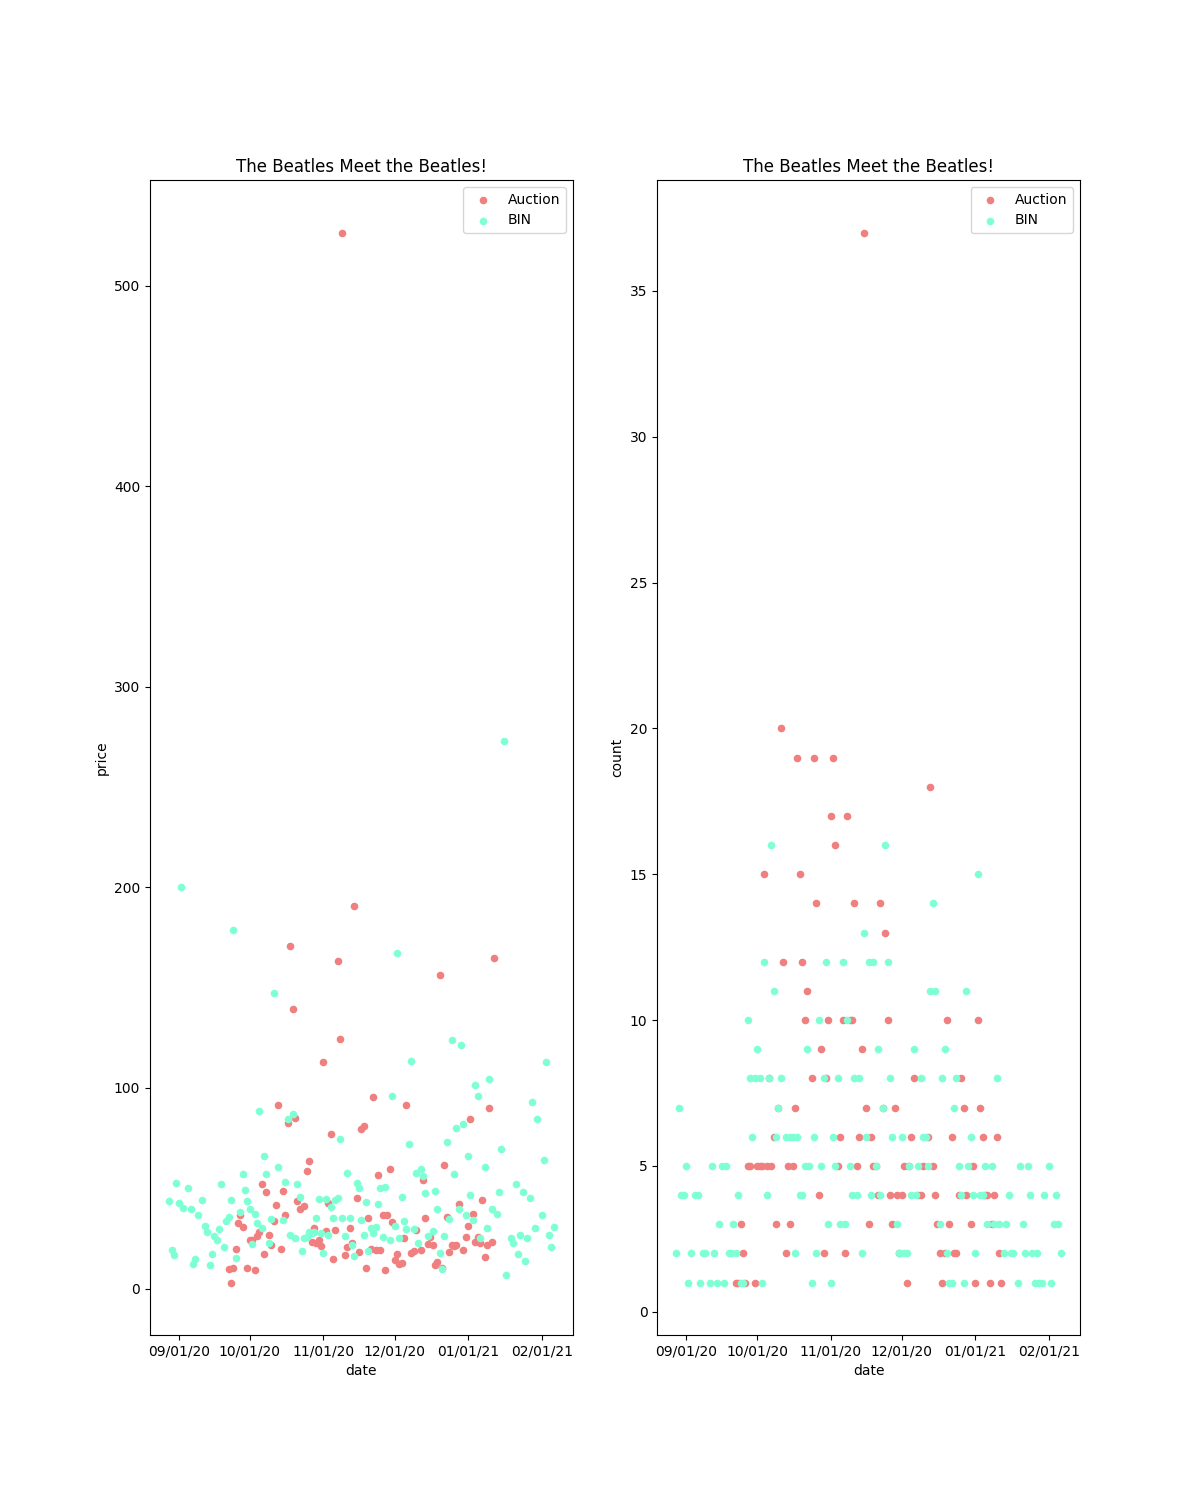 The Beatles Meet the Beatles!
Auction
BIN
500
400
300
200
100
0
price
09/01/20 10/01/20 11/01/20 12/01/20 01/01/21 02/01/21
date
The Beatles Meet the Beatles!
Auction
BIN
35
30
25
20
15
10
5
0
count
09/01/20 10/01/20 11/01/20 12/01/20 01/01/21 02/01/21
date